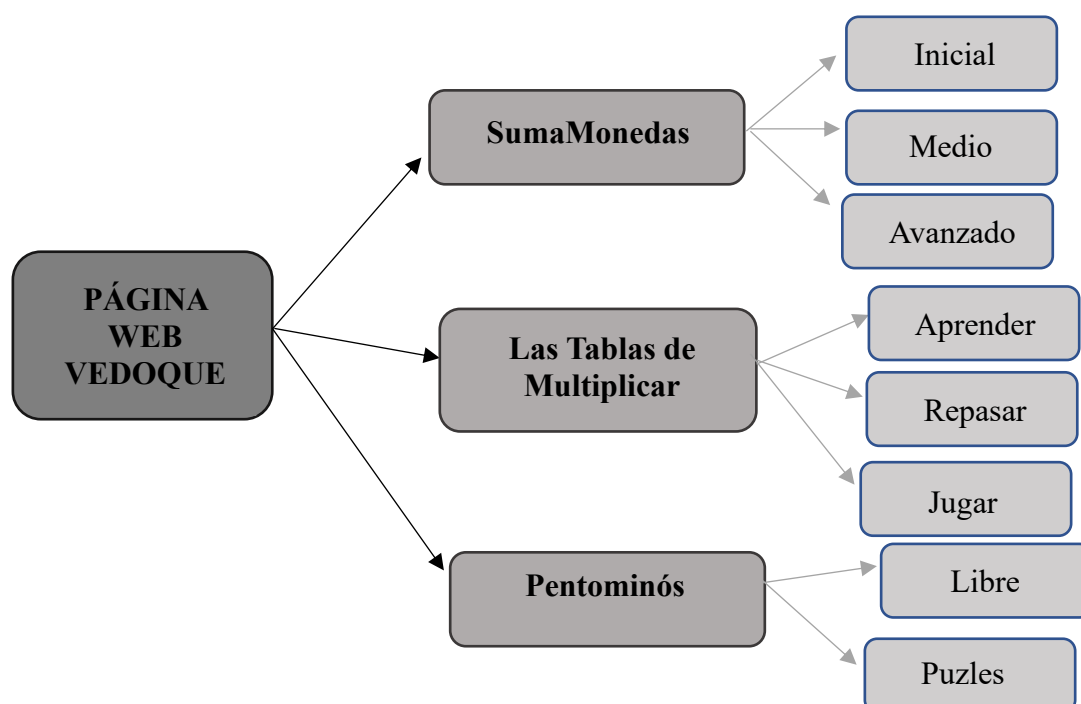 PÁGINA
WEB
VEDOQUE
SumaMonedas
Inicial
Medio
Avanzado
Las Tablas de
Multiplicar
Aprender
Repasar
Jugar
Pentominós
Libre
Puzles